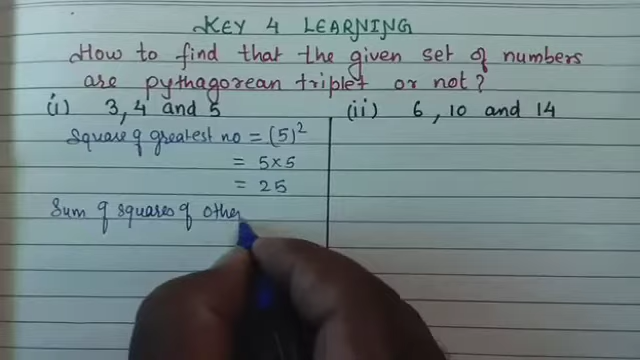 KEY 4 LEARNING
How to find that the given set of numbers
are pythagorean triplet or not?
(i) 3, 4 and 5
(ii) 6, 10 and 14
Square of greatest no = (5)²
= 5×5
= 25
Sum of squares of other